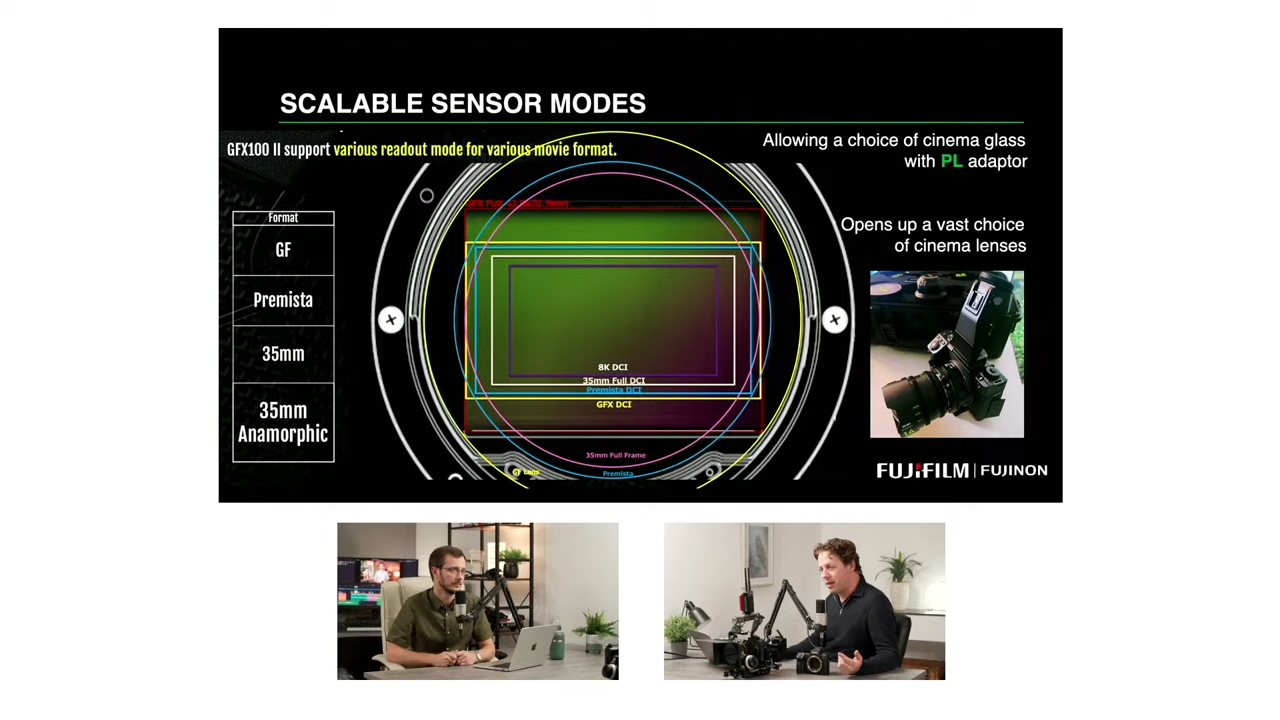 SCALABLE SENSOR MODES
GFX100 II support various readout mode for various movie format.
Allowing a choice of cinema glass
with PL adaptor
Opens up a vast choice
of cinema lenses
Format
GF
Premista
35mm
35mm
Anamorphic
8K DCI
35mm Full DCI
Premista DCI
GFX DCI
35mm Full Frame
GF Lens
Premista
FUJIFILM | FUJINON